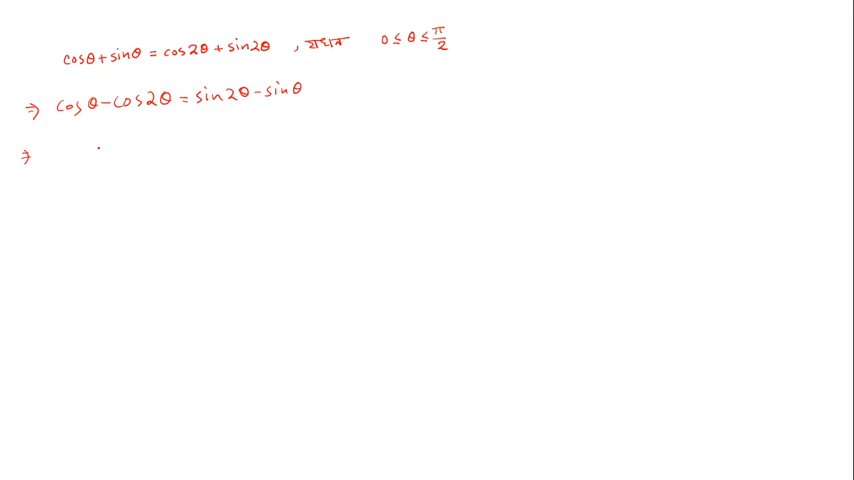 cosθ + sinθ = cos2θ + sin2θ , যখন 0 ≤ θ ≤ π/2
⇒ cosθ - cos2θ = sin2θ - sinθ
⇒